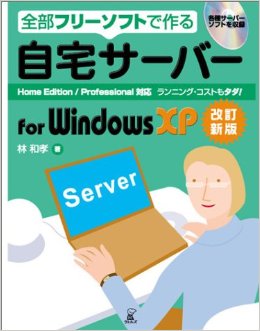 全部フリーソフトで作る
各種サーバー
ソフトを収録
自宅サーバー
Home Edition / Professional 対応 ランニング・コストもタダ!
for Windows XP
改訂
新版
林 和孝 著
Server